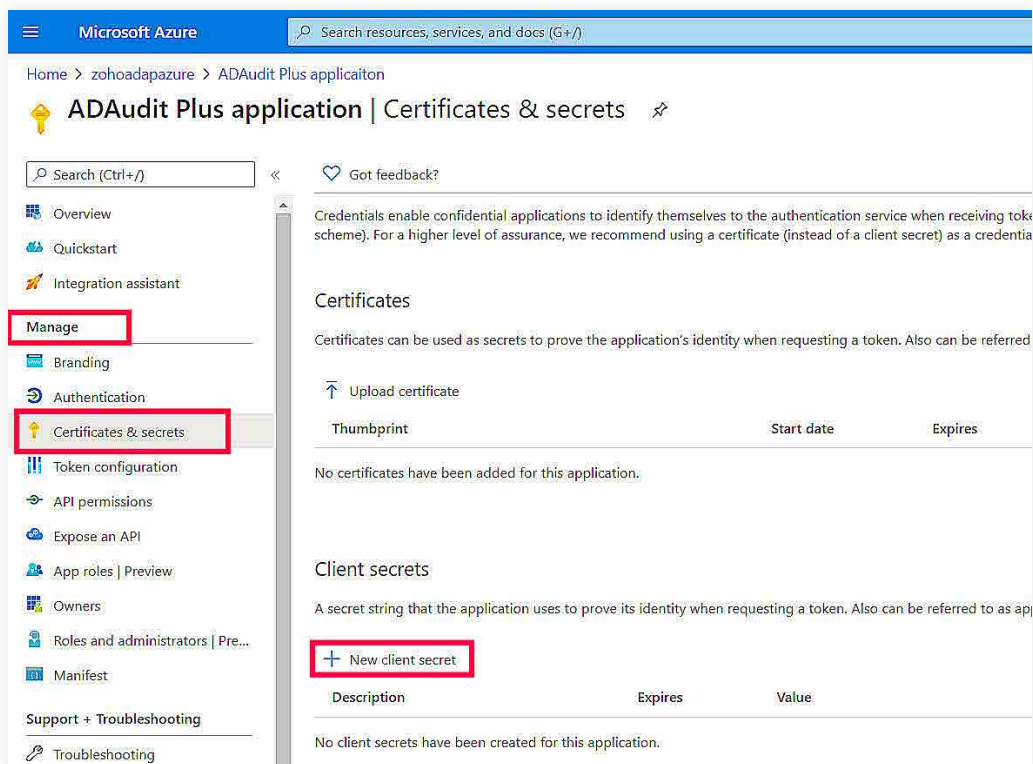 Microsoft Azure
Search resources, services, and docs (G+/)
Home > zohoadapazure > ADAudit Plus applicaiton
ADAudit Plus application | Certificates & secrets
Search (Ctrl+/)
«
Got feedback?
Overview
Quickstart
Integration assistant
Manage
Branding
Authentication
Certificates & secrets
Token configuration
API permissions
Expose an API
App roles | Preview
Owners
Roles and administrators | Pre...
Manifest
Support + Troubleshooting
Troubleshooting
Credentials enable confidential applications to identify themselves to the authentication service when receiving toke
scheme). For a higher level of assurance, we recommend using a certificate (instead of a client secret) as a credentia
Certificates
Certificates can be used as secrets to prove the application's identity when requesting a token. Also can be referred
Upload certificate
Thumbprint Start date Expires
No certificates have been added for this application.
Client secrets
A secret string that the application uses to prove its identity when requesting a token. Also can be referred to as ap
New client secret
Description Expires Value
No client secrets have been created for this application.